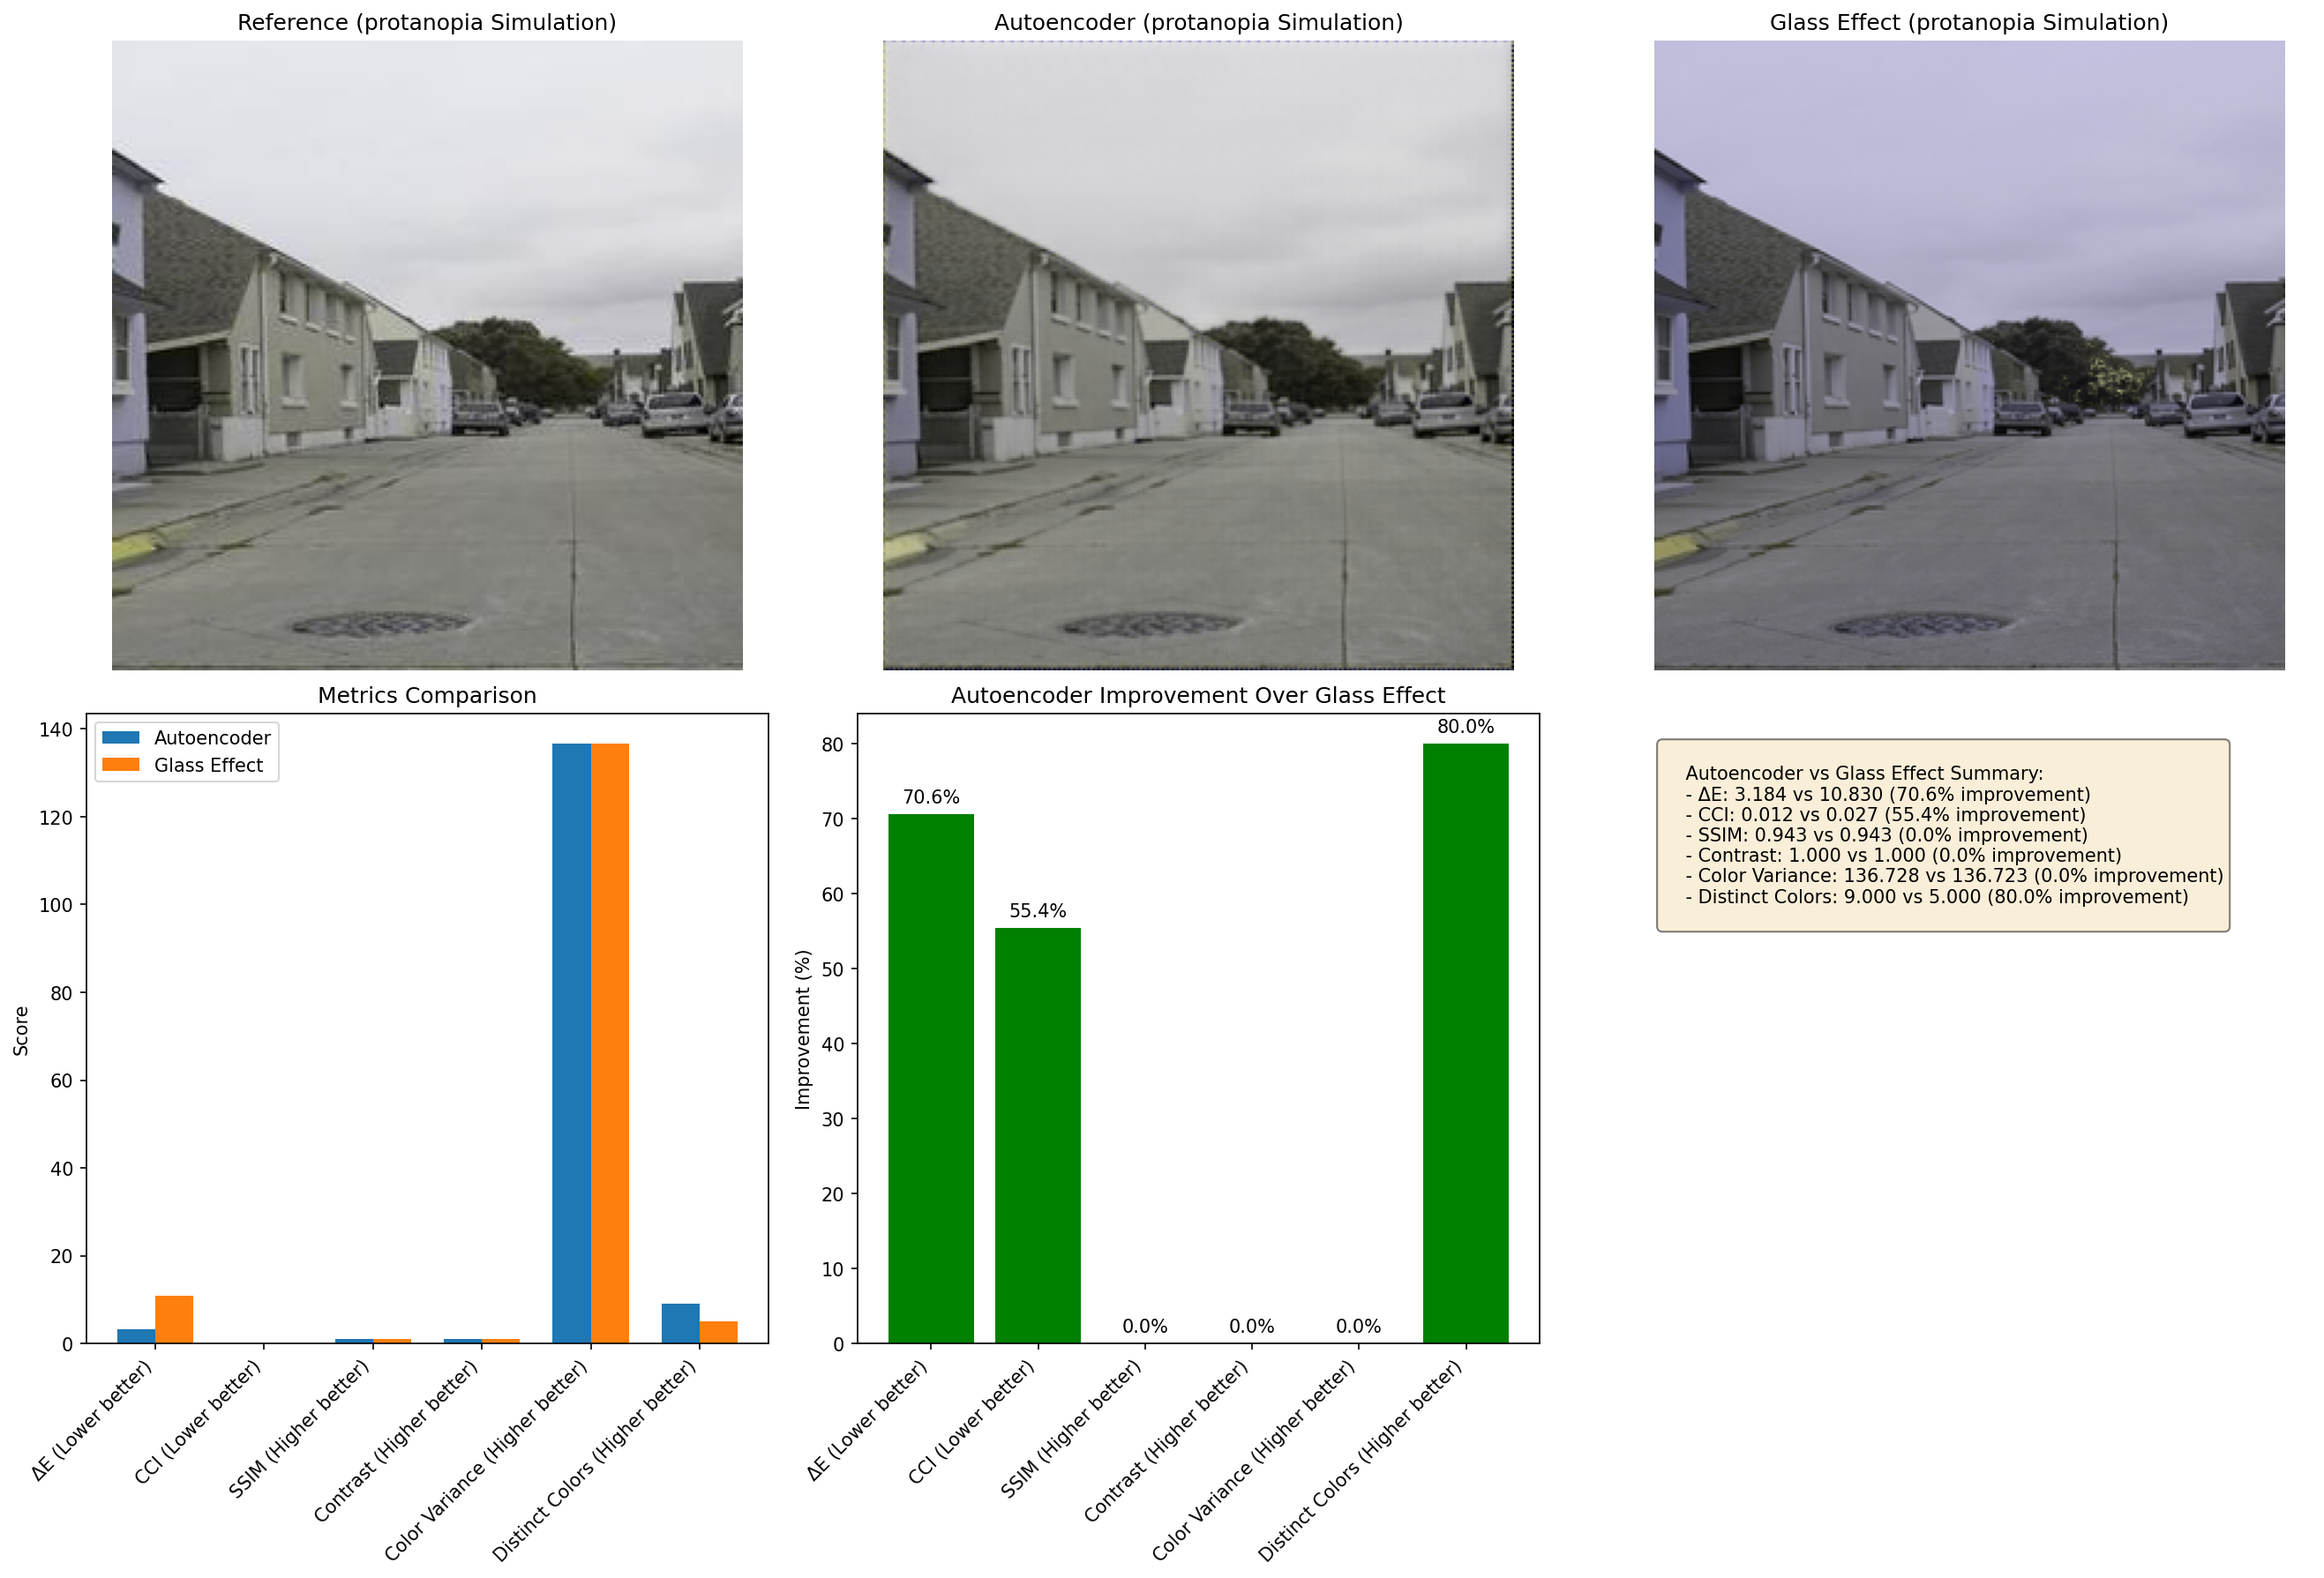 Reference (protanopia Simulation)
Autoencoder (protanopia Simulation)
Glass Effect (protanopia Simulation)
Metrics Comparison
Autoencoder
Glass Effect
Score
140
120
100
80
60
40
20
0
ΔE (Lower better)
CCI (Lower better)
SSIM (Higher better)
Contrast (Higher better)
Color Variance (Higher better)
Distinct Colors (Higher better)
Autoencoder Improvement Over Glass Effect
Improvement (%)
80
70
60
50
40
30
20
10
0
70.6%
55.4%
0.0%
0.0%
0.0%
80.0%
ΔE (Lower better)
CCI (Lower better)
SSIM (Higher better)
Contrast (Higher better)
Color Variance (Higher better)
Distinct Colors (Higher better)
Autoencoder vs Glass Effect Summary:
- ΔE: 3.184 vs 10.830 (70.6% improvement)
- CCI: 0.012 vs 0.027 (55.4% improvement)
- SSIM: 0.943 vs 0.943 (0.0% improvement)
- Contrast: 1.000 vs 1.000 (0.0% improvement)
- Color Variance: 136.728 vs 136.723 (0.0% improvement)
- Distinct Colors: 9.000 vs 5.000 (80.0% improvement)